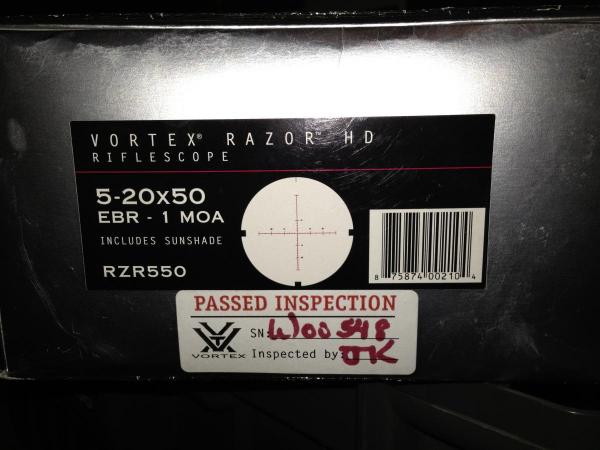 VORTEX® RAZOR™ HD
RIFLESCOPE
5-20x50
EBR - 1 MOA
INCLUDES SUNSHADE
RZR550
8 75874 00210 4
PASSED INSPECTION
SN: W00548
VORTEX Inspected by: JK